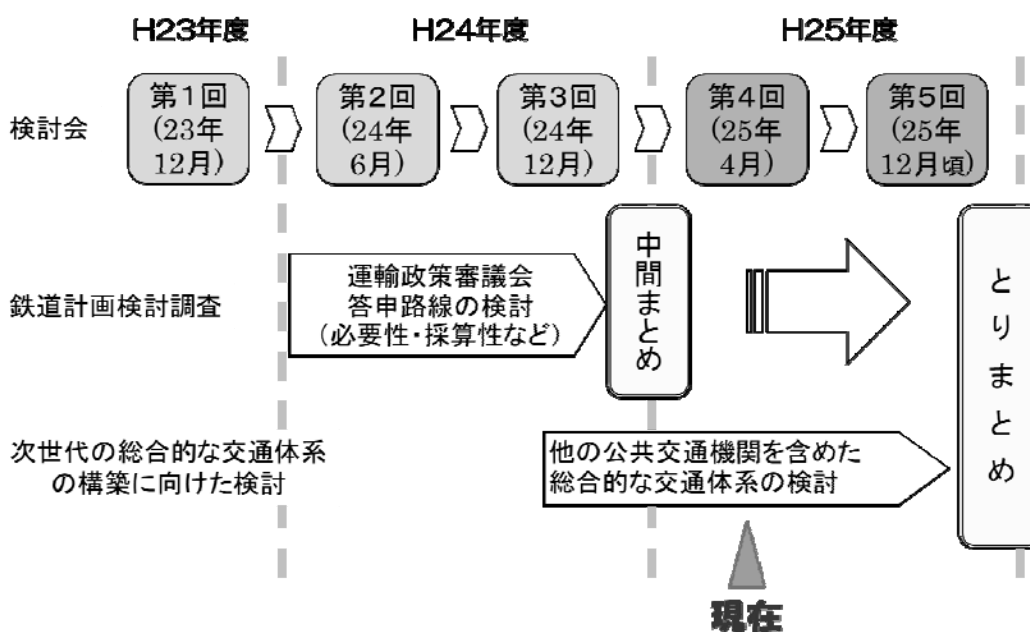 H23年度
H24年度
H25年度
検討会
第1回
(23年
12月)
第2回
(24年
6月)
第3回
(24年
12月)
第4回
(25年
4月)
第5回
(25年
12月頃)
鉄道計画検討調査
運輸政策審議会
答申路線の検討
(必要性・採算性など)
中間まとめ
とりまとめ
次世代の総合的な交通体系
の構築に向けた検討
他の公共交通機関を含めた
総合的な交通体系の検討
現在